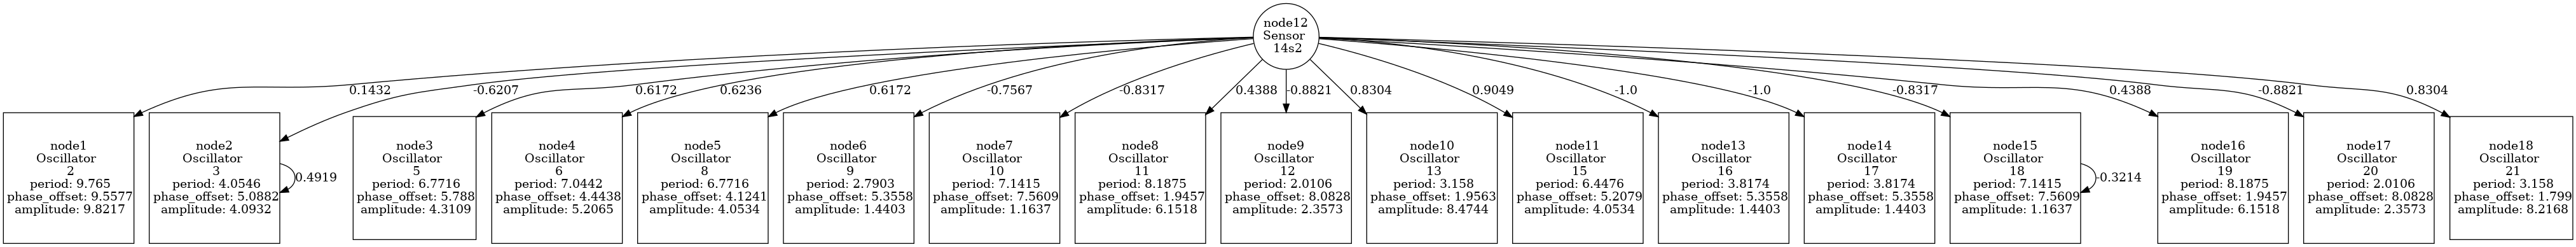 node12
Sensor
14s2
0.1432
-0.6207
0.6172
0.6236
0.6172
-0.7567
-0.8317
0.4388
-0.8821
0.8304
0.9049
-1.0
-1.0
-0.8317
0.4388
-0.8821
0.8304
node1
Oscillator
2
period: 9.765
phase_offset: 9.5577
amplitude: 9.8217
node2
Oscillator
3
period: 4.0546
phase_offset: 5.0882
amplitude: 4.0932
0.4919
node3
Oscillator
5
period: 6.7716
phase_offset: 5.788
amplitude: 4.3109
node4
Oscillator
6
period: 7.0442
phase_offset: 4.4438
amplitude: 5.2065
node5
Oscillator
8
period: 6.7716
phase_offset: 4.1241
amplitude: 4.0534
node6
Oscillator
9
period: 2.7903
phase_offset: 5.3558
amplitude: 1.4403
node7
Oscillator
10
period: 7.1415
phase_offset: 7.5609
amplitude: 1.1637
node8
Oscillator
11
period: 8.1875
phase_offset: 1.9457
amplitude: 6.1518
node9
Oscillator
12
period: 2.0106
phase_offset: 8.0828
amplitude: 2.3573
node10
Oscillator
13
period: 3.158
phase_offset: 1.9563
amplitude: 8.4744
node11
Oscillator
15
period: 6.4476
phase_offset: 5.2079
amplitude: 4.0534
node13
Oscillator
16
period: 3.8174
phase_offset: 5.3558
amplitude: 1.4403
node14
Oscillator
17
period: 3.8174
phase_offset: 5.3558
amplitude: 1.4403
node15
Oscillator
18
period: 7.1415
phase_offset: 7.5609
amplitude: 1.1637
-0.3214
node16
Oscillator
19
period: 8.1875
phase_offset: 1.9457
amplitude: 6.1518
node17
Oscillator
20
period: 2.0106
phase_offset: 8.0828
amplitude: 2.3573
node18
Oscillator
21
period: 3.158
phase_offset: 1.799
amplitude: 8.2168